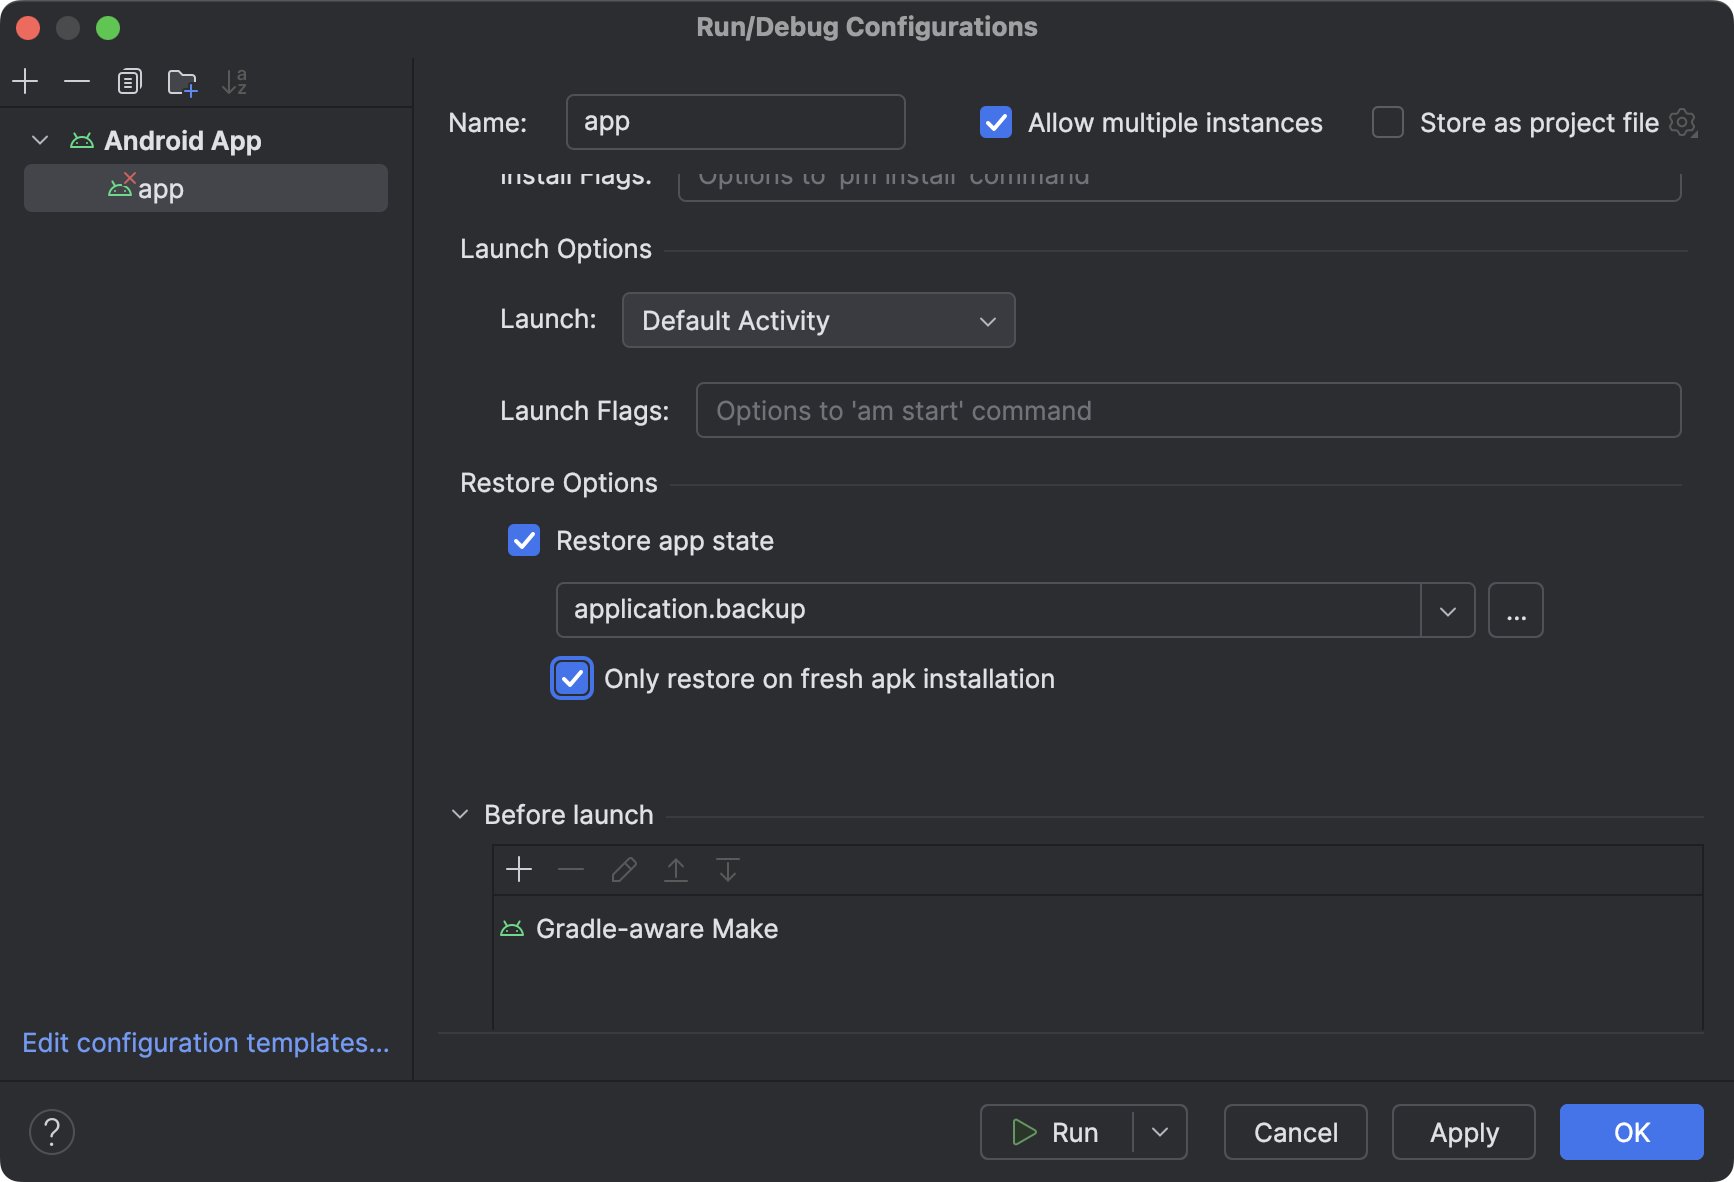 Run/Debug Configurations
Android App
app
Edit configuration templates...
Name: app
Allow multiple instances
Store as project file
Install Flags: Options to 'pm install' command
Launch Options
Launch: Default Activity
Launch Flags: Options to 'am start' command
Restore Options
Restore app state
application.backup
...
Only restore on fresh apk installation
Before launch
Gradle-aware Make
?
Run
Cancel
Apply
OK